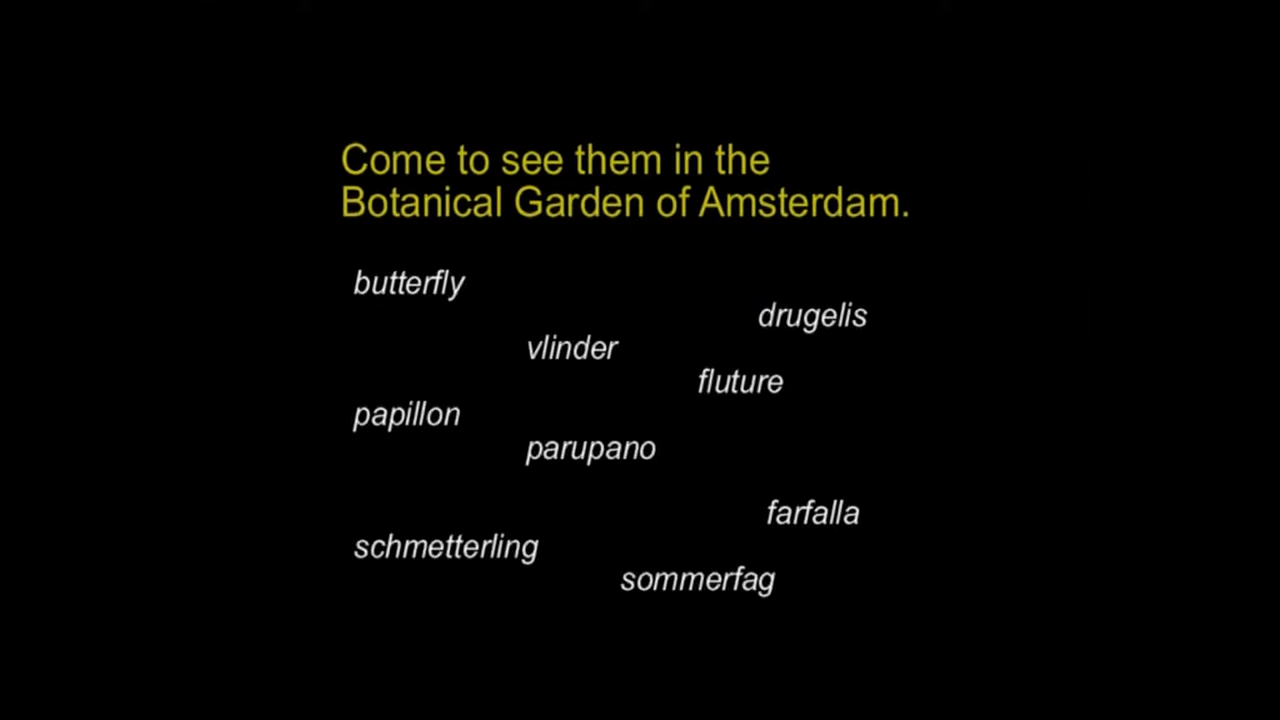 Come to see them in the
Botanical Garden of Amsterdam.
butterfly
drugelis
vlinder
fluture
papillon
parupano
farfalla
schmetterling
sommerfag